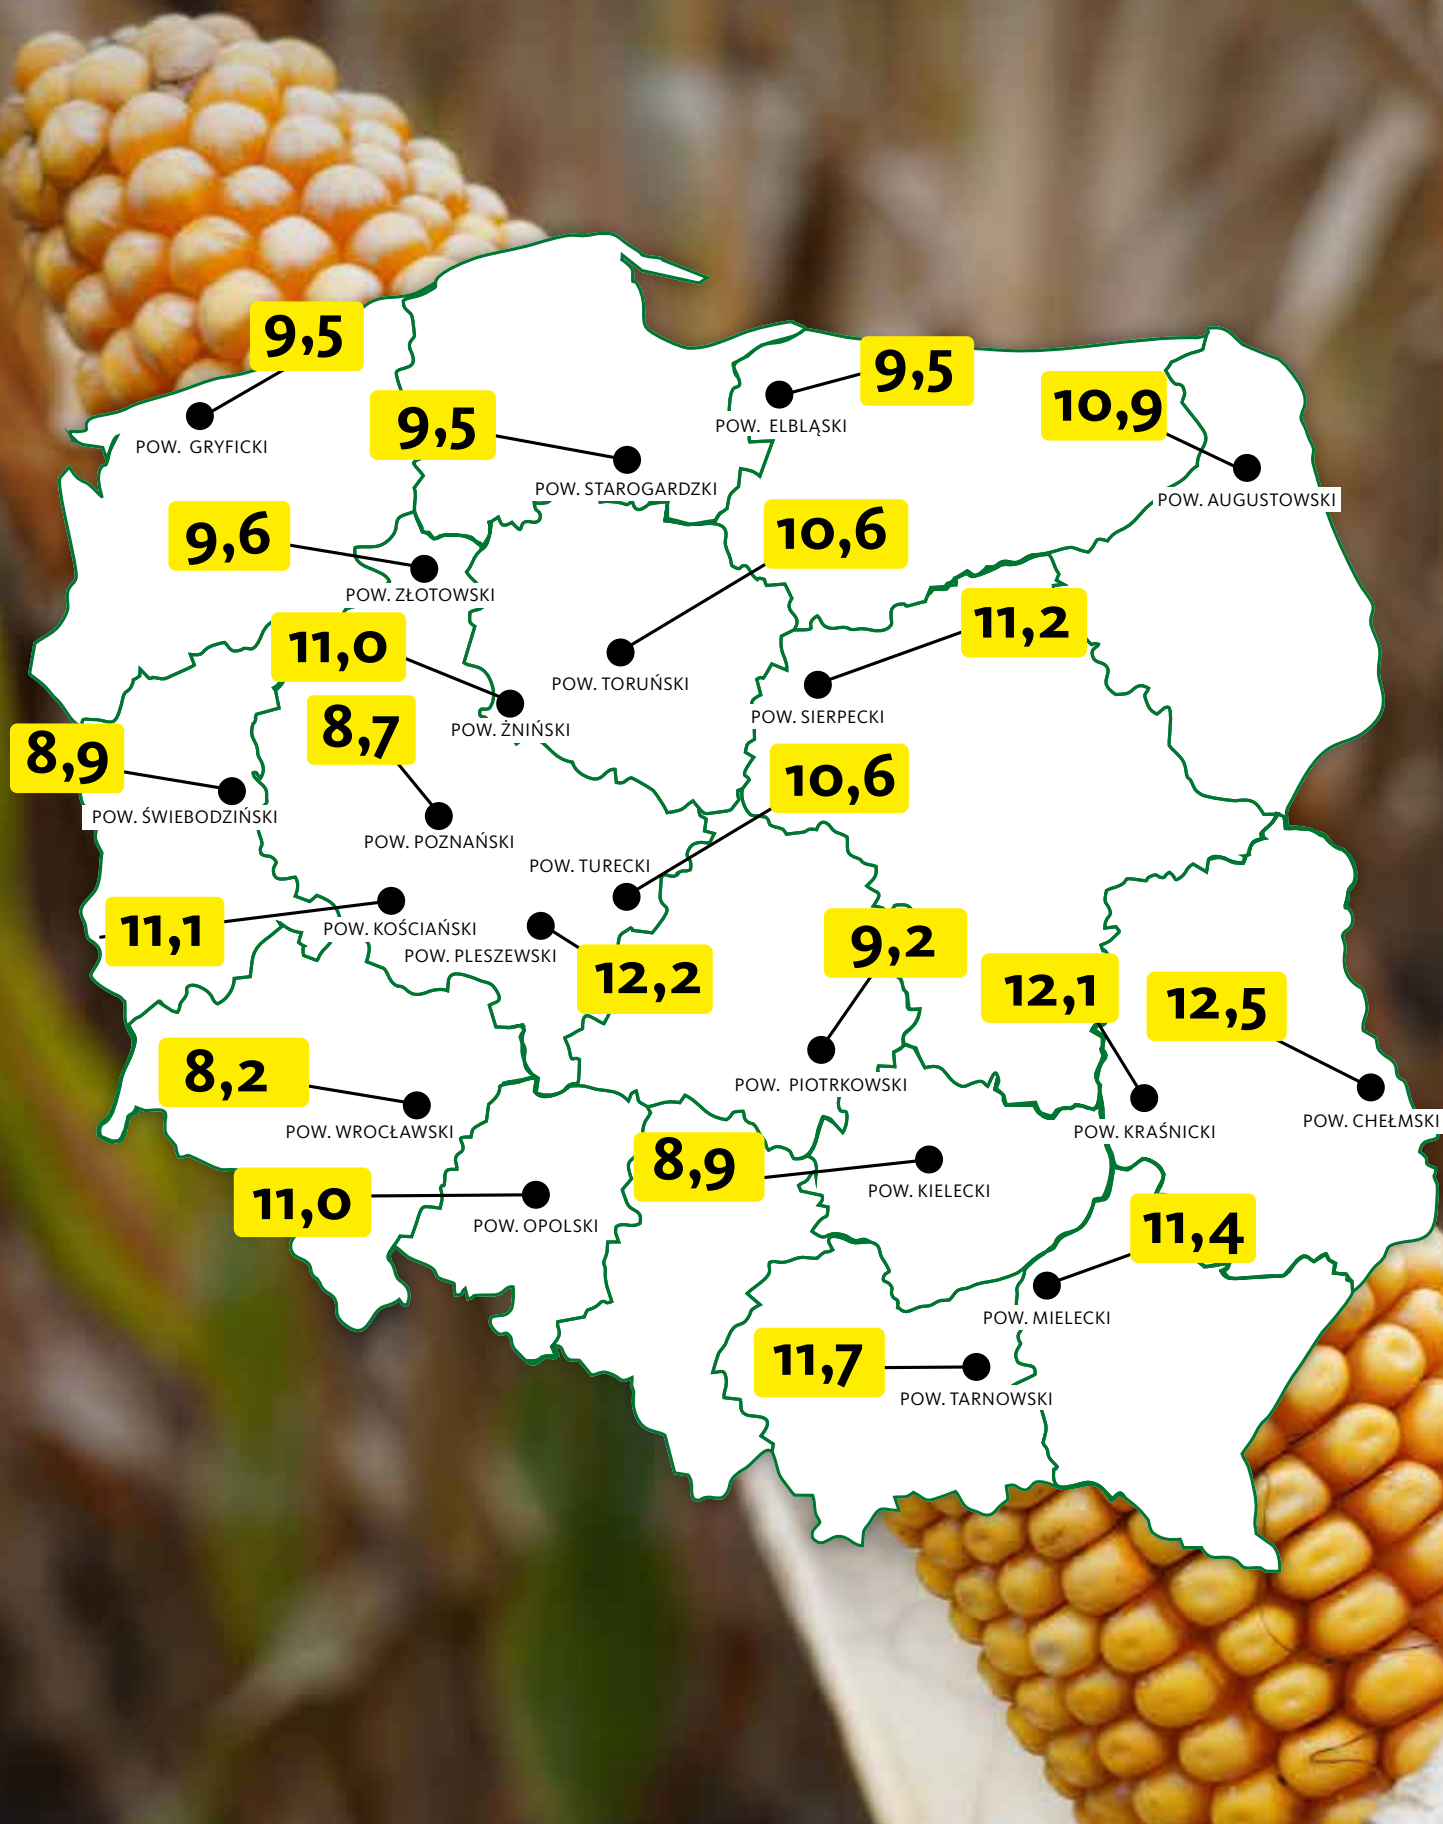 9,5
POW. GRYFICKI
9,5
POW. STAROGARDZKI
9,5
POW. ELBLĄSKI
10,9
POW. AUGUSTOWSKI
9,6
POW. ZŁOTOWSKI
10,6
POW. TORUŃSKI
11,2
POW. SIERPECKI
11,0
POW. ŻNIŃSKI
8,7
POW. POZNAŃSKI
8,9
POW. ŚWIEBODZIŃSKI
10,6
POW. TURECKI
11,1
POW. KOŚCIAŃSKI
POW. PLESZEWSKI
12,2
9,2
POW. PIOTRKOWSKI
12,1
POW. KRAŚNICKI
12,5
POW. CHEŁMSKI
8,2
POW. WROCŁAWSKI
11,0
POW. OPOLSKI
8,9
POW. KIELECKI
11,4
POW. MIELECKI
11,7
POW. TARNOWSKI